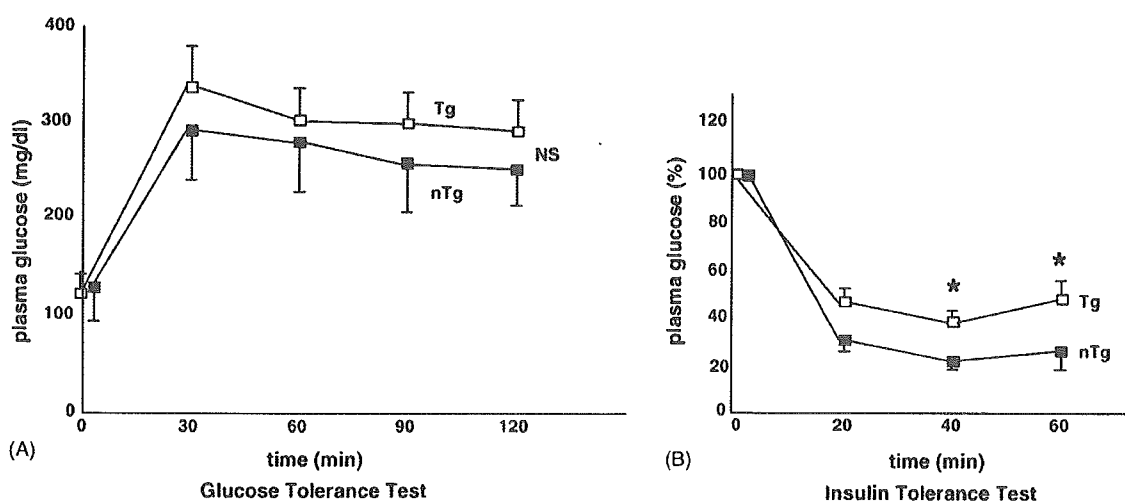 400
300
200
100
0
plasma glucose (mg/dl)
Tg
NS
nTg
0 30 60 90 120
time (min)
(A)
Glucose Tolerance Test
120
100
80
60
40
20
0
plasma glucose (%)
*
*
Tg
nTg
0 20 40 60
time (min)
(B)
Insulin Tolerance Test